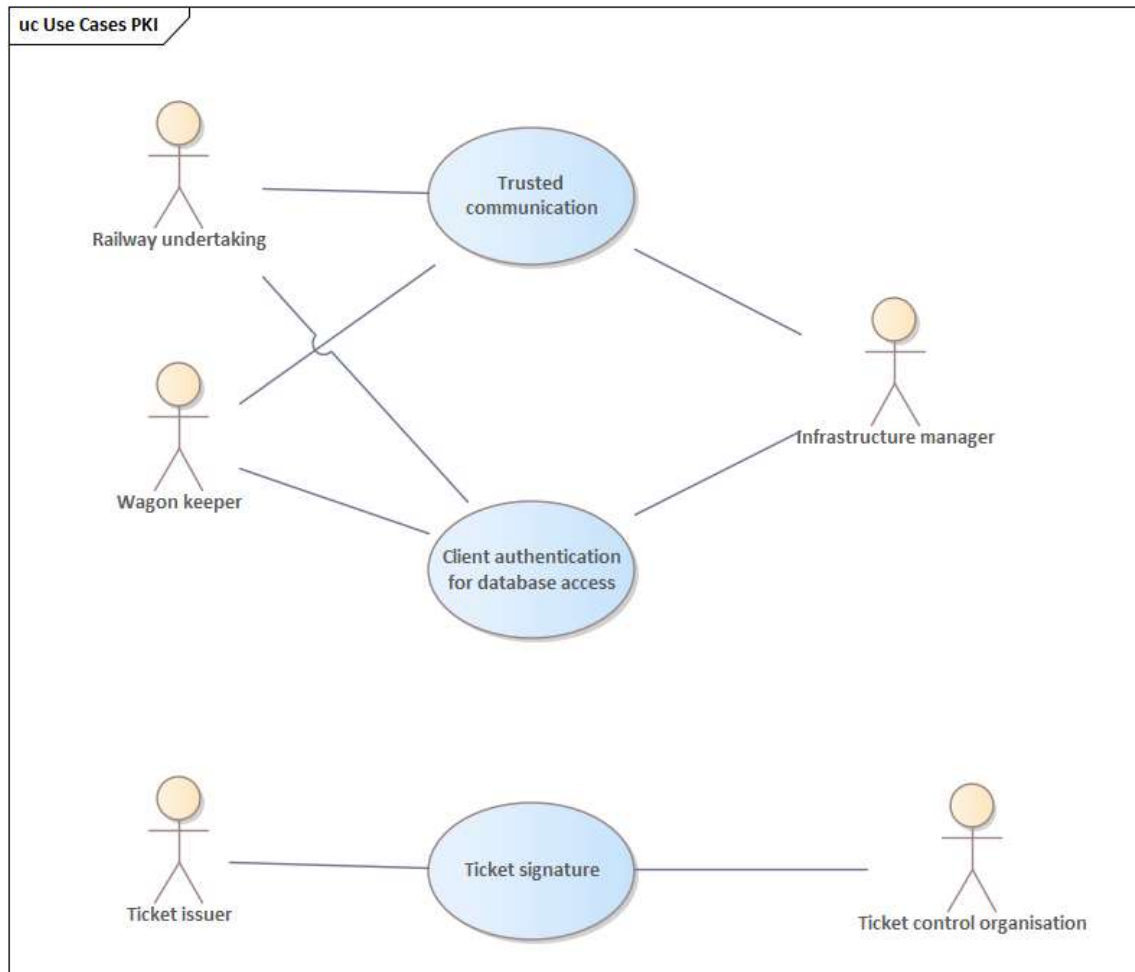 uc Use Cases PKI
Railway undertaking
Trusted
communication
Infrastructure manager
Wagon keeper
Client authentication
for database access
Ticket issuer
Ticket signature
Ticket control organisation